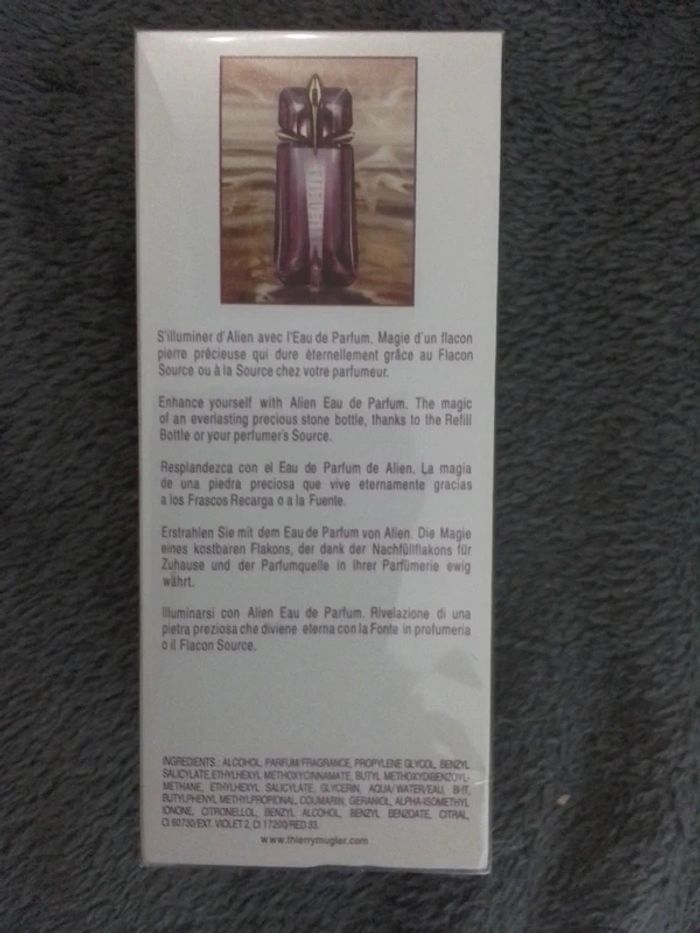 S'illuminer d'Alien avec l'Eau de Parfum. Magie d'un flacon
pierre précieuse qui dure éternellement grâce au Flacon
Source ou à la Source chez votre parfumeur.
Enhance yourself with Alien Eau de Parfum. The magic
of an everlasting precious stone bottle, thanks to the Refill
Bottle or your perfumer's Source.
Resplandezca con el Eau de Parfum de Alien. La magia
de una piedra preciosa que vive eternamente gracias
a los Frascos Recarga o a la Fuente.
Erstrahlen Sie mit dem Eau de Parfum von Alien. Die Magie
eines kostbaren Flakons, der dank der Nachfüllflakons für
Zuhause und der Parfumquelle in Ihrer Parfümerie ewig
währt.
Illuminarsi con Alien Eau de Parfum. Rivelazione di una
pietra preziosa che diviene eterna con la Fonte in profumeria
o il Flacon Source.
INGREDIENTS : ALCOHOL, PARFUM/FRAGRANCE, PROPYLENE GLYCOL, BENZYL
SALICYLATE, ETHYLHEXYL METHOXYCINNAMATE, BUTYL METHOXYDIBENZOYL-
METHANE, ETHYLHEXYL SALICYLATE, GLYCERIN, AQUA/WATER/EAU, BHT,
BUTYLPHENYL METHYLPROPIONAL, COUMARIN, GERANIOL, ALPHA-ISOMETHYL
IONONE, CITRONELLOL, BENZYL ALCOHOL, BENZYL BENZOATE, CITRAL,
CI 60730/EXT. VIOLET 2, CI 17200/RED 33.
www.thierrymugler.com